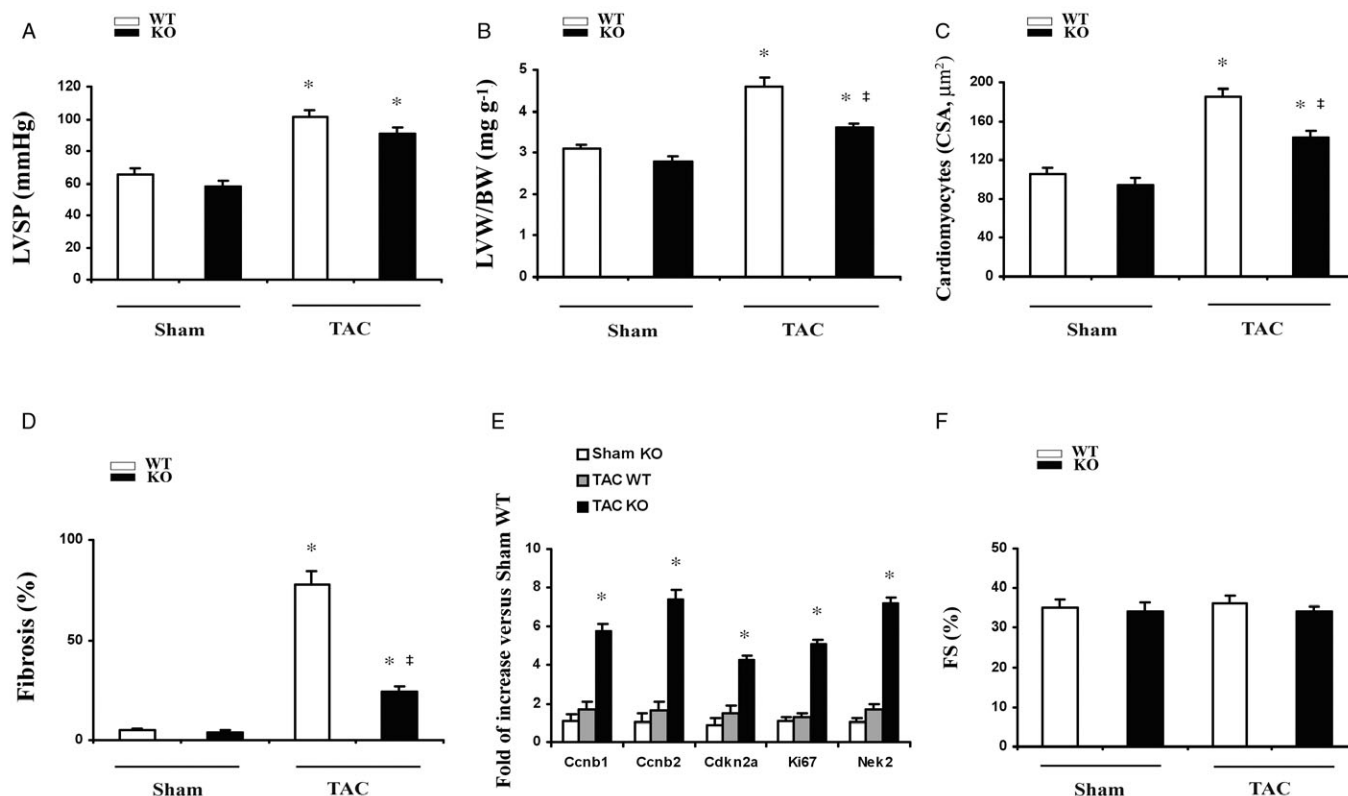 A
WT
KO
LVSP (mmHg)
120
100
80
60
40
20
0
*
*
Sham
TAC
B
WT
KO
LVW/BW (mg g-1)
5
4
3
2
1
0
*
* ‡
Sham
TAC
C
WT
KO
Cardiomyocytes (CSA, µm²)
200
160
120
80
40
0
*
* ‡
Sham
TAC
D
WT
KO
Fibrosis (%)
100
50
0
*
* ‡
Sham
TAC
E
Sham KO
TAC WT
TAC KO
Fold of increase versus Sham WT
10
8
6
4
2
0
*
*
*
*
*
Ccnb1
Ccnb2
Cdkn2a
Ki67
Nek2
F
WT
KO
FS (%)
50
40
30
20
10
0
Sham
TAC